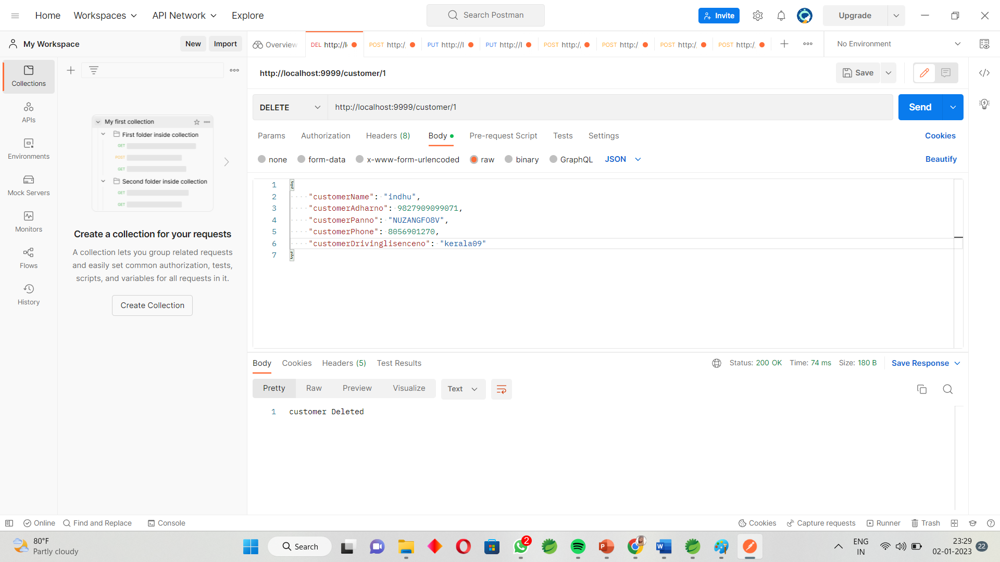 Home Workspaces API Network Explore Search Postman Invite Upgrade
My Workspace New Import Overview DEL http://l POST http:/, PUT http://l PUT http://l POST http:/, POST http:/ POST http:/, POST http:/, No Environment
Collections
APIs
Environments
Mock Servers
Monitors
Flows
History
My first collection
First folder inside collection
GET
POST
GET
Second folder inside collection
GET
GET
Create a collection for your requests
A collection lets you group related requests
and easily set common authorization, tests,
scripts, and variables for all requests in it.
Create Collection
http://localhost:9999/customer/1 Save
DELETE http://localhost:9999/customer/1 Send
Params Authorization Headers (8) Body Pre-request Script Tests Settings Cookies
none form-data x-www-form-urlencoded raw binary GraphQL JSON Beautify
1 {
2 "customerName": "indhu",
3 "customerAdharno": 9827909099071,
4 "customerPanno": "NUZANGFO8V",
5 "customerPhone": 8056901270,
6 "customerDrivinglisenceno": "kerala09"
7 }
Body Cookies Headers (5) Test Results Status: 200 OK Time: 74 ms Size: 180 B Save Response
Pretty Raw Preview Visualize Text
1 customer Deleted
Online Find and Replace Console Cookies Capture requests Runner Trash
80°F
Partly cloudy
Search
2
ENG
IN
23:29
02-01-2023
22